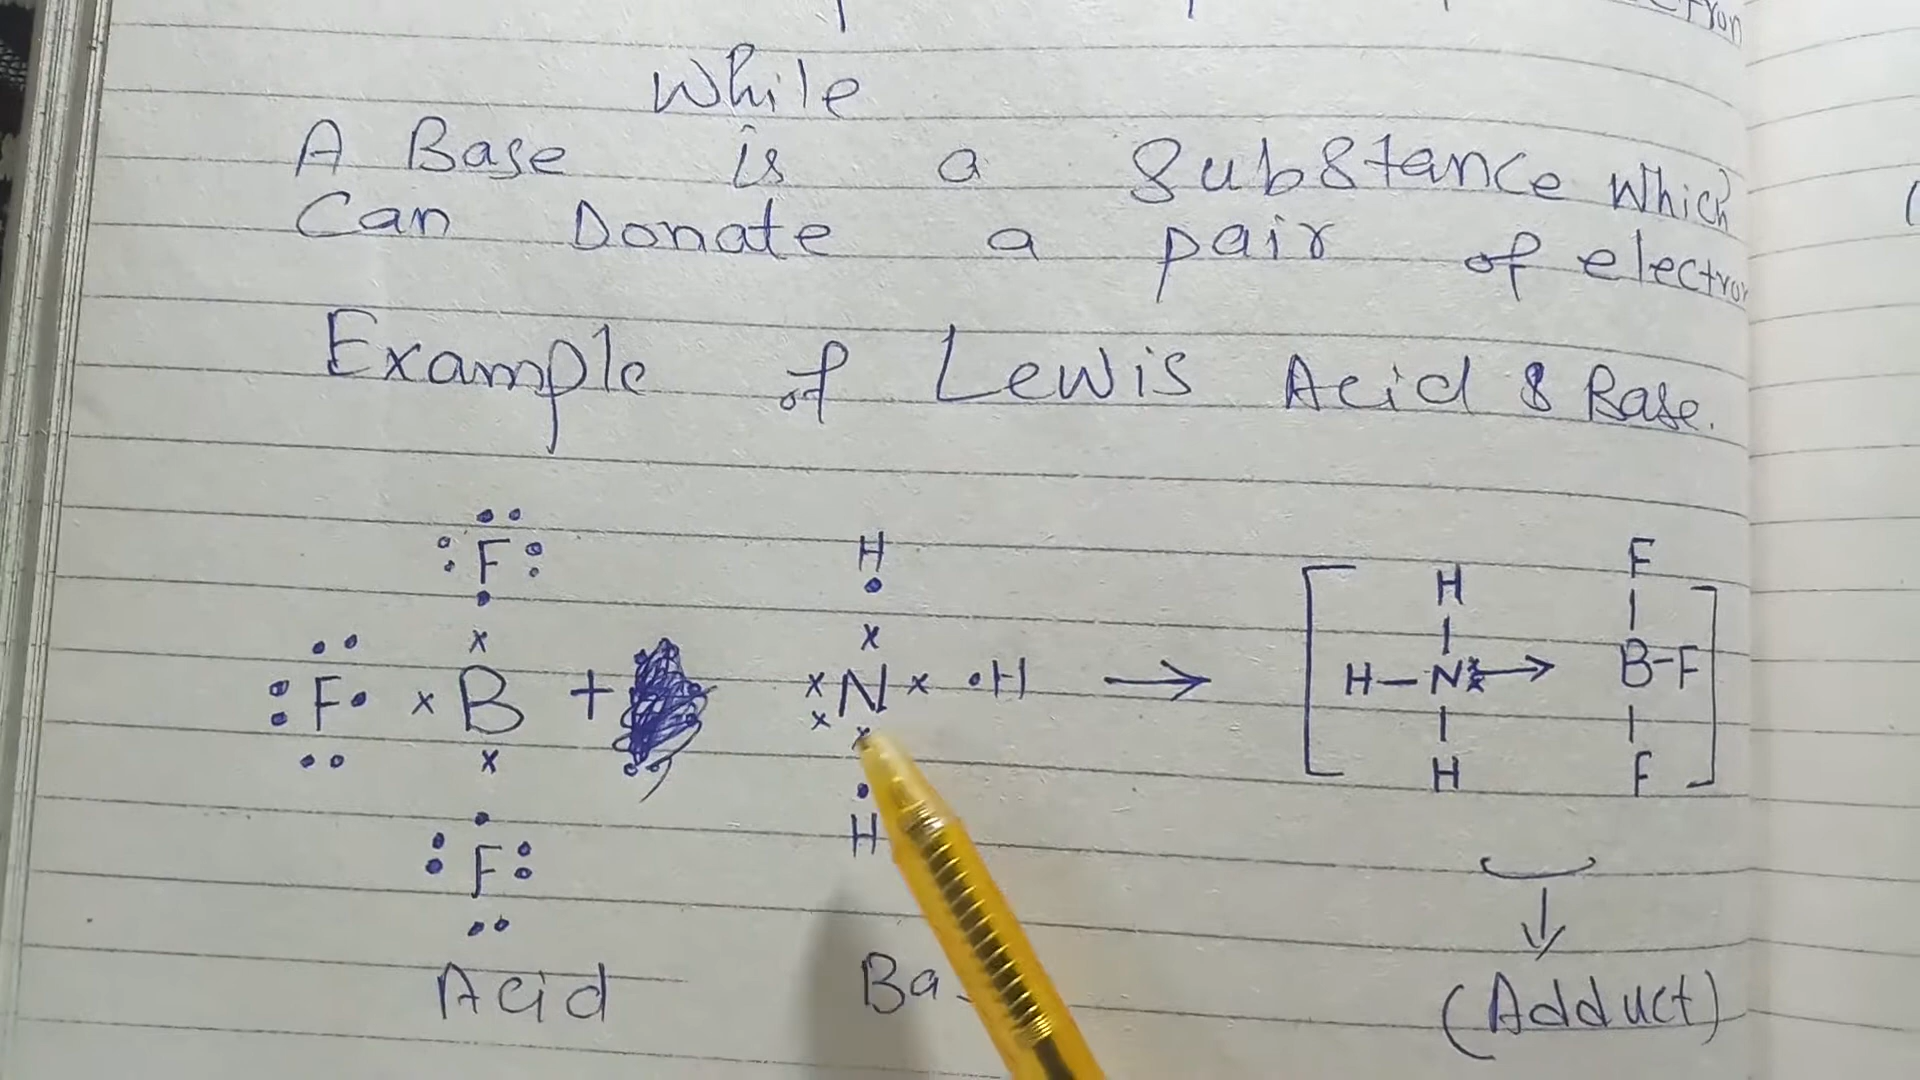 While
A Base is a Substance which
Can Donate a pair of electron
Example of Lewis Acid & Base.
F H H F
F × B + × N × • H → H – N → B – F
F H H F
Acid Ba
(Adduct)